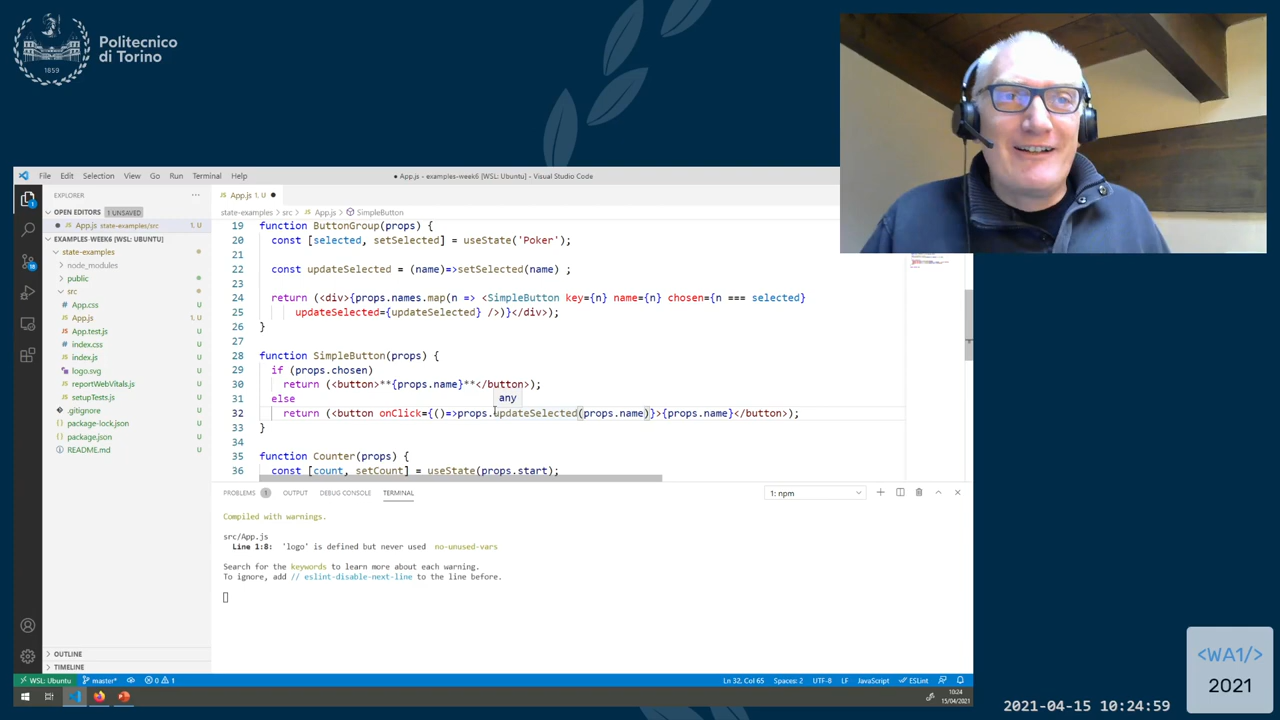 Politecnico
di Torino
1859
File Edit Selection View Go Run Terminal Help
● App.js - examples-week6 [WSL: Ubuntu] - Visual Studio Code
EXPLORER ···
OPEN EDITORS 1 UNSAVED
● App.js state-examples/src 1, U
EXAMPLES-WEEK6 [WSL: UBUNTU]
state-examples
node_modules
public
src
App.css U
App.js 1, U
App.test.js U
index.css U
index.js U
logo.svg U
reportWebVitals.js U
setupTests.js U
.gitignore U
package-lock.json U
package.json U
README.md U
OUTLINE
TIMELINE
App.js 1, U ●
state-examples > src > App.js > SimpleButton
19 function ButtonGroup(props) {
20 const [selected, setSelected] = useState('Poker');
21
22 const updateSelected = (name)=>setSelected(name) ;
23
24 return (<div>{props.names.map(n => <SimpleButton key={n} name={n} chosen={n === selected}
25 updateSelected={updateSelected} />)}</div>);
26 }
27
28 function SimpleButton(props) {
29 if (props.chosen)
30 return (<button>**{props.name}**</button>);
31 else
any
32 return (<button onClick={()=>props.updateSelected(props.name)}>{props.name}</button>);
33 }
34
35 function Counter(props) {
36 const [count, setCount] = useState(props.start);
PROBLEMS 1 OUTPUT DEBUG CONSOLE TERMINAL 1: npm
Compiled with warnings.
src/App.js
Line 1:8: 'logo' is defined but never used no-unused-vars
Search for the keywords to learn more about each warning.
To ignore, add // eslint-disable-next-line to the line before.
WSL: Ubuntu master* 0 1 Ln 32, Col 65 Spaces: 2 UTF-8 LF JavaScript ESLint
10:24
15/04/2021
<WA1/>
2021
2021-04-15 10:24:59